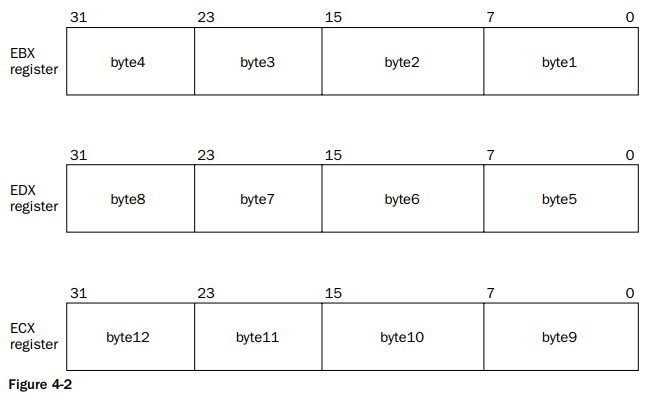 31 23 15 7 0
EBX
register
byte4 byte3 byte2 byte1
31 23 15 7 0
EDX
register
byte8 byte7 byte6 byte5
31 23 15 7 0
ECX
register
byte12 byte11 byte10 byte9
Figure 4-2